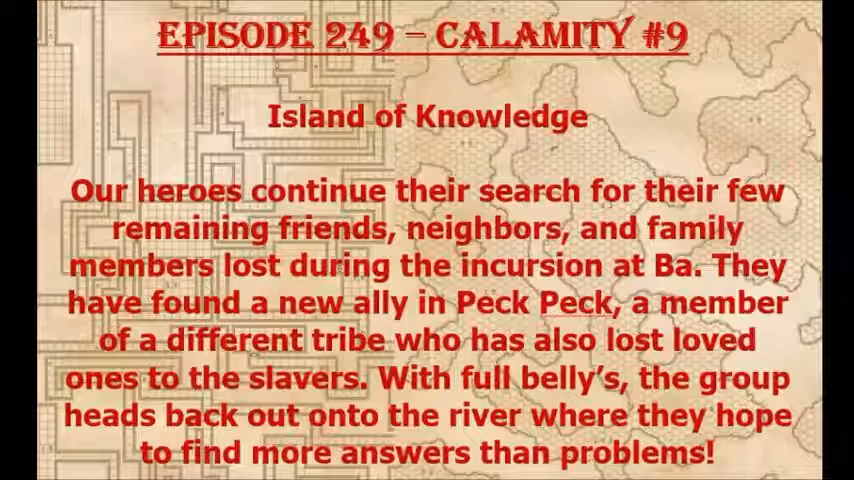 EPISODE 249 – CALAMITY #9
Island of Knowledge
Our heroes continue their search for their few
remaining friends, neighbors, and family
members lost during the incursion at Ba. They
have found a new ally in Peck Peck, a member
of a different tribe who has also lost loved
ones to the slavers. With full belly's, the group
heads back out onto the river where they hope
to find more answers than problems!